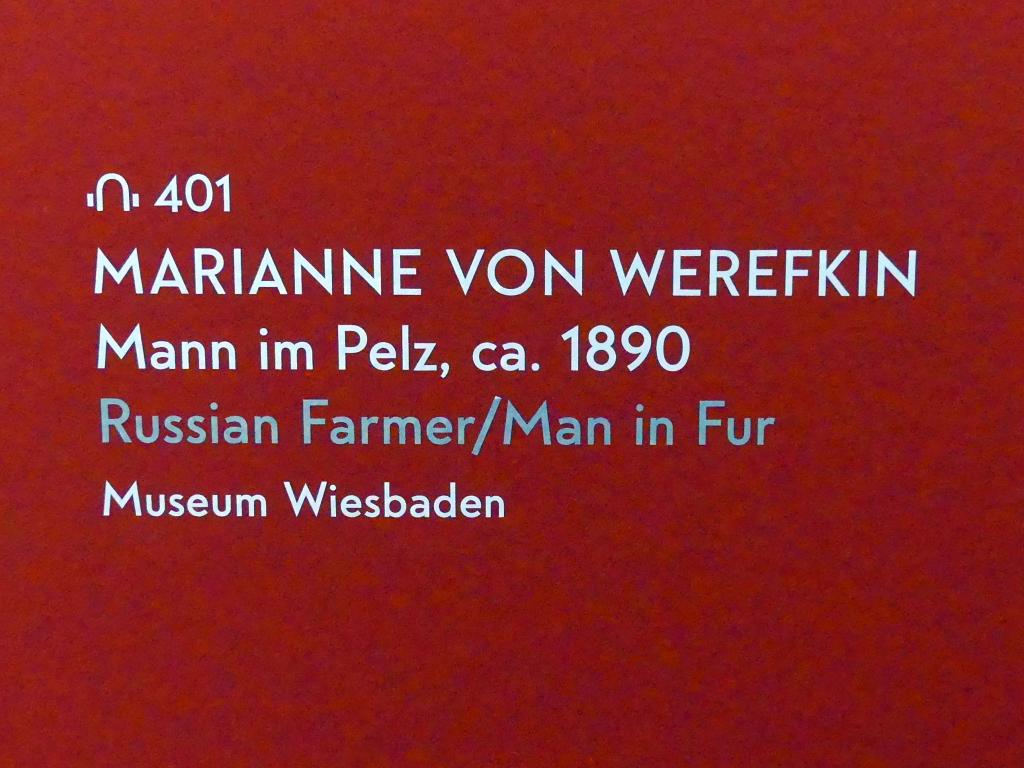 401
MARIANNE VON WEREFKIN
Mann im Pelz, ca. 1890
Russian Farmer/Man in Fur
Museum Wiesbaden